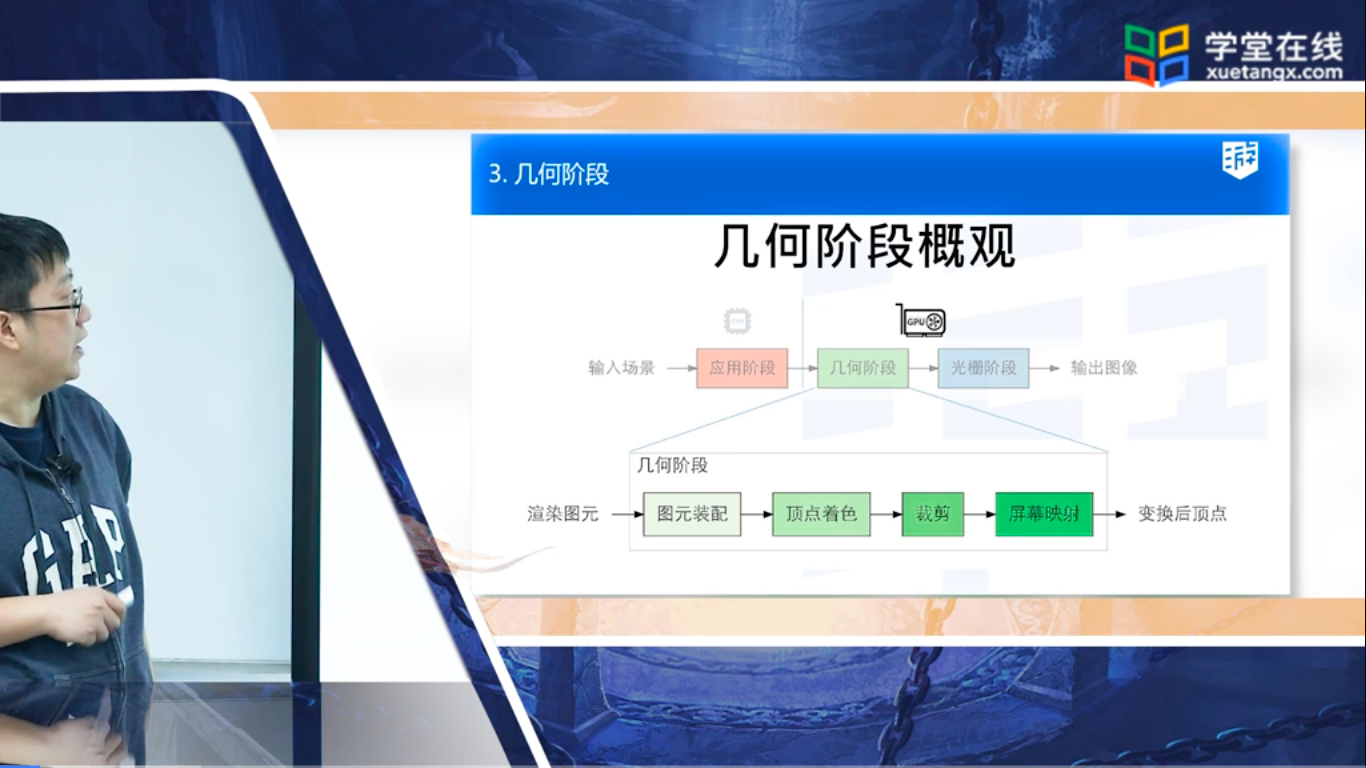 学堂在线
xuetangx.com
3. 几何阶段
几何阶段概观
GPU
输入场景
应用阶段
几何阶段
光栅阶段
输出图像
几何阶段
渲染图元
图元装配
顶点着色
裁剪
屏幕映射
变换后顶点
GAP